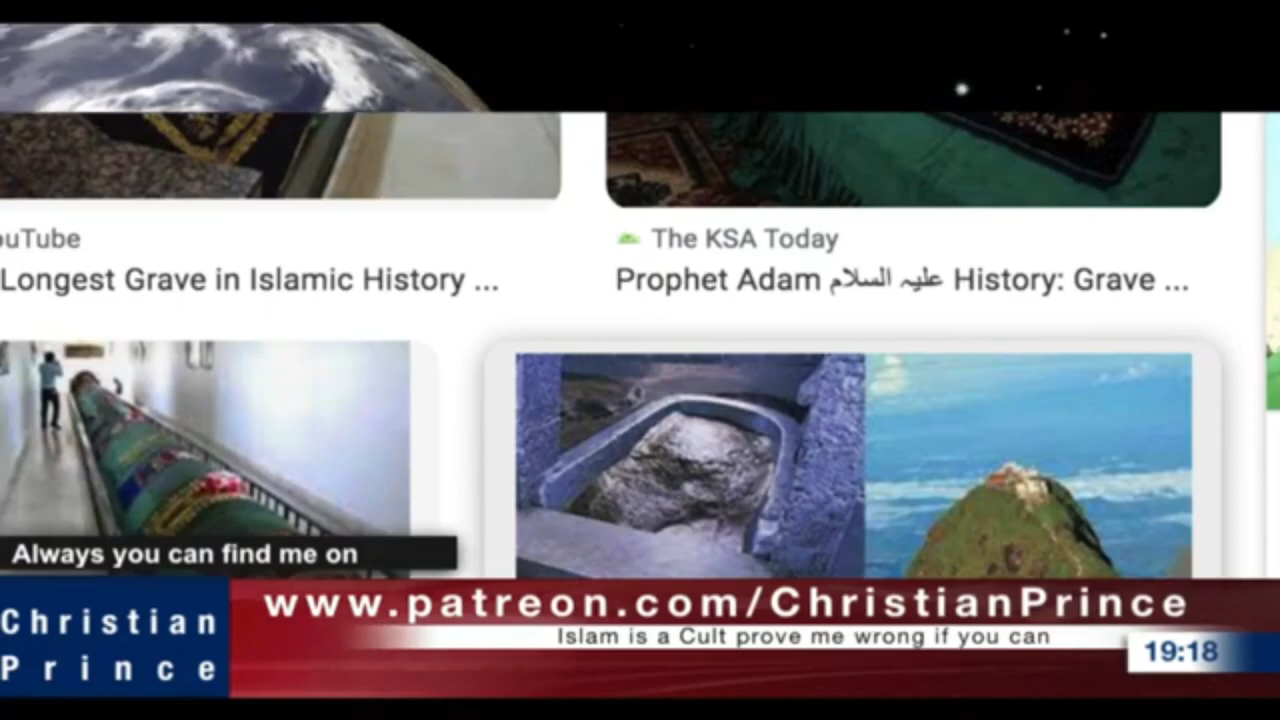 ouTube
Longest Grave in Islamic History ...
The KSA Today
Prophet Adam علیہ السلام History: Grave ...
Always you can find me on
Christian
Prince
www.patreon.com/ChristianPrince
Islam is a Cult prove me wrong if you can
19:18